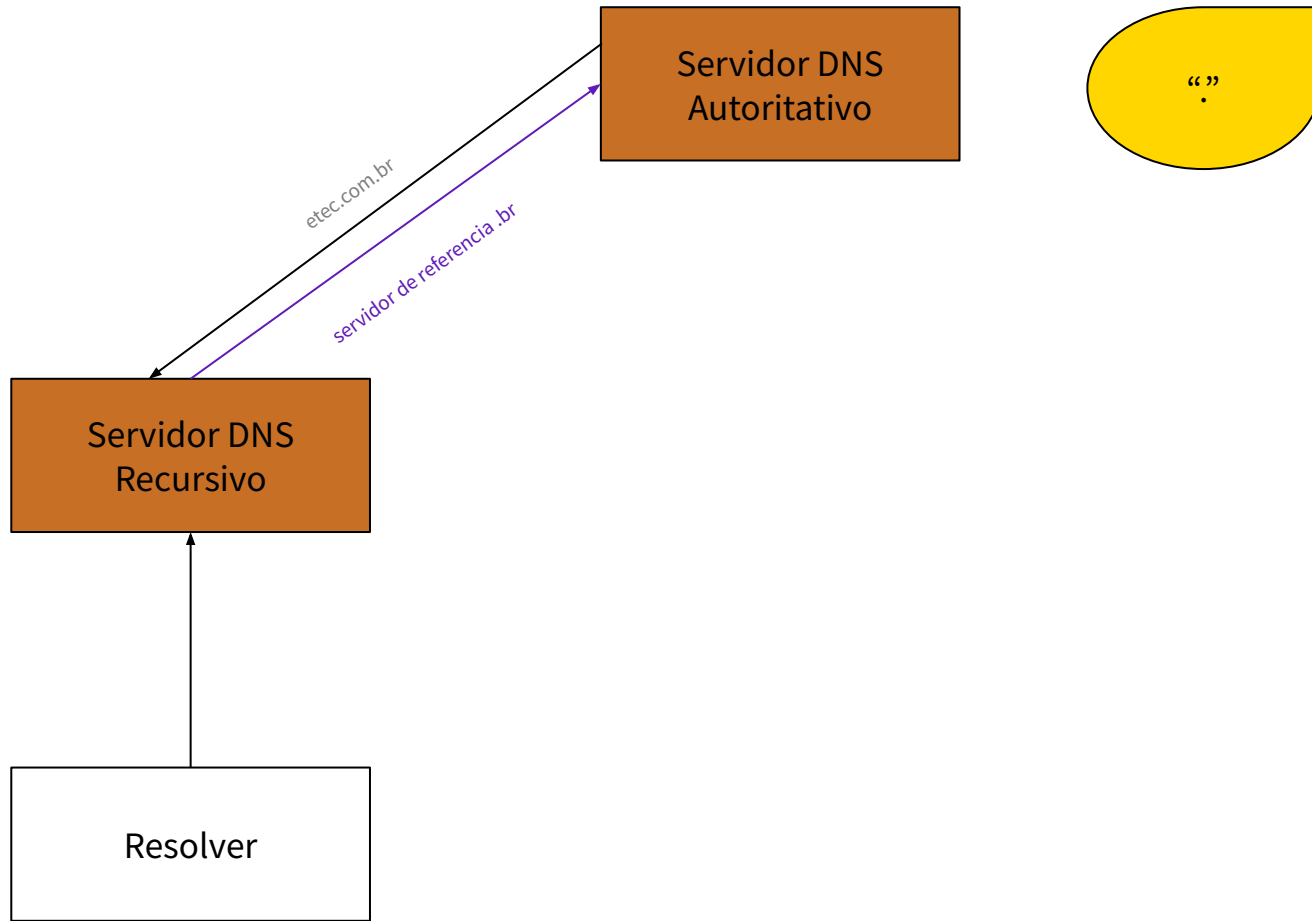 Servidor DNS
Autoritativo
“.”
etec.com.br
servidor de referencia .br
Servidor DNS
Recursivo
Resolver